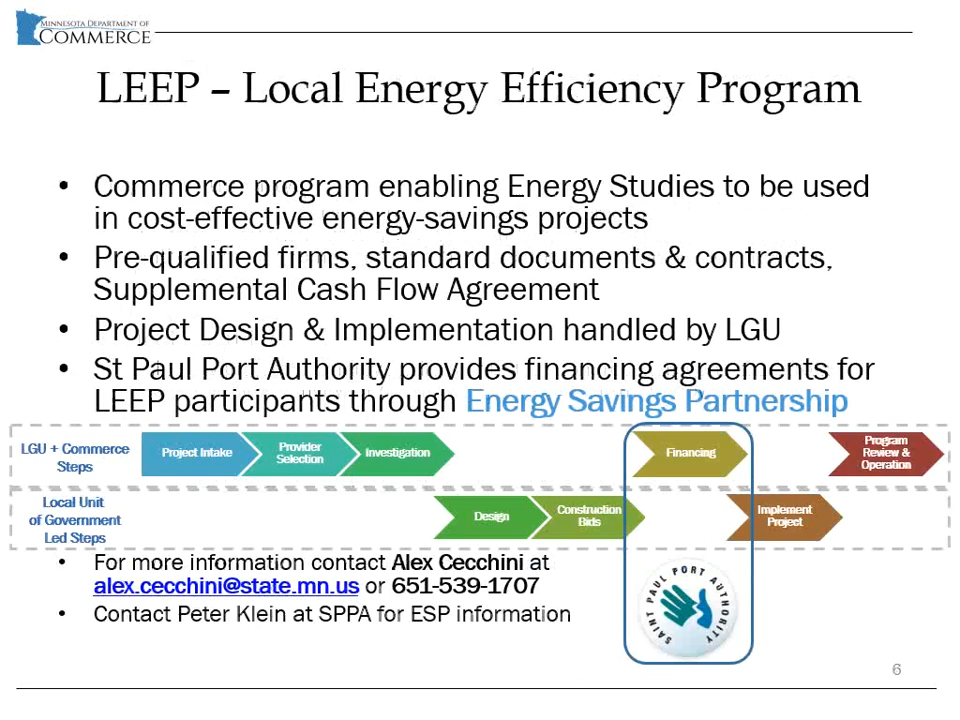 MINNESOTA DEPARTMENT OF
COMMERCE
LEEP – Local Energy Efficiency Program
• Commerce program enabling Energy Studies to be used
in cost-effective energy-savings projects
• Pre-qualified firms, standard documents & contracts,
Supplemental Cash Flow Agreement
• Project Design & Implementation handled by LGU
• St Paul Port Authority provides financing agreements for
LEEP participants through Energy Savings Partnership
LGU + Commerce
Steps
Project Intake
Provider
Selection
Investigation
Financing
Program
Review &
Operation
Local Unit
of Government
Led Steps
Design
Construction
Bids
Implement
Project
• For more information contact Alex Cecchini at
alex.cecchini@state.mn.us or 651-539-1707
• Contact Peter Klein at SPPA for ESP information
SAINT PAUL PORT AUTHORITY
6